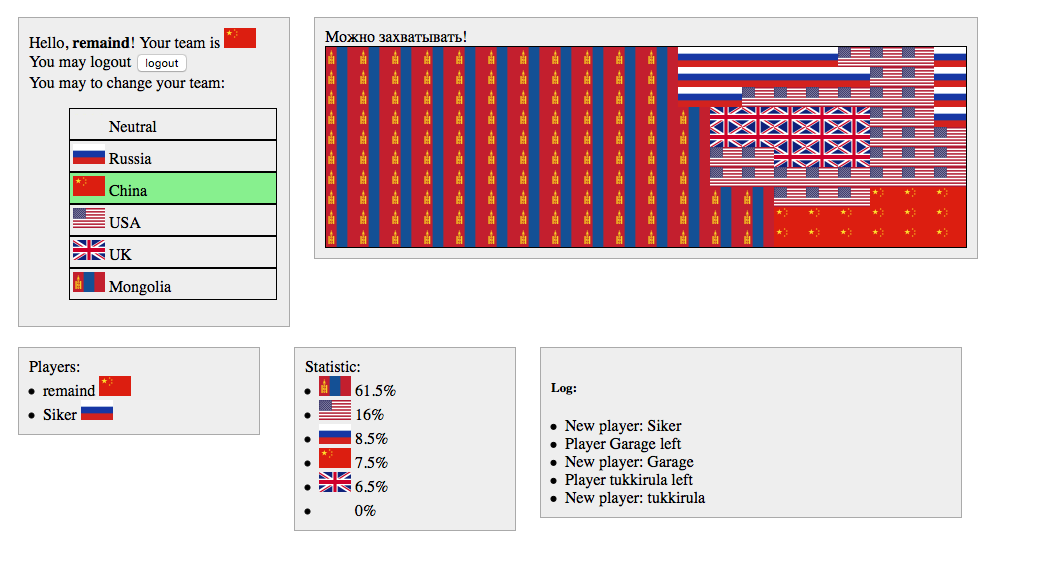 Hello, remaind! Your team is
You may logout logout
You may to change your team:
Neutral
Russia
China
USA
UK
Mongolia
Можно захватывать!
Players:
remaind
Siker
Statistic:
61.5%
16%
8.5%
7.5%
6.5%
0%
Log:
New player: Siker
Player Garage left
New player: Garage
Player tukkirula left
New player: tukkirula